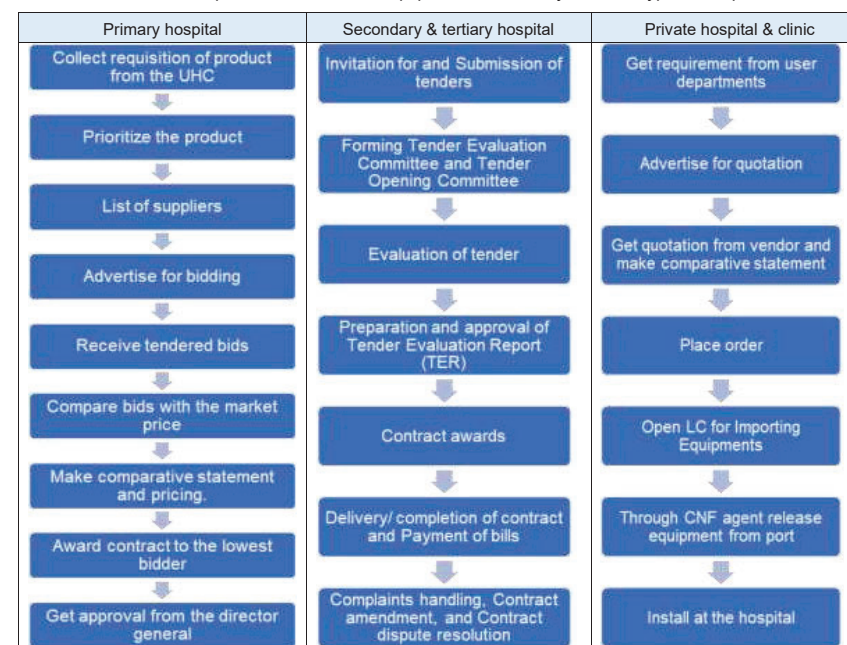 Primary hospital
Collect requisition of product
from the UHC
Prioritize the product
List of suppliers
Advertise for bidding
Receive tendered bids
Compare bids with the market
price
Make comparative statement
and pricing.
Award contract to the lowest
bidder
Get approval from the director
general
Secondary & tertiary hospital
Invitation for and Submission of
tenders
Forming Tender Evaluation
Committee and Tender
Opening Committee
Evaluation of tender
Preparation and approval of
Tender Evaluation Report
(TER)
Contract awards
Delivery/ completion of contract
and Payment of bills
Complaints handling, Contract
amendment, and Contract
dispute resolution
Private hospital & clinic
Get requirement from user
departments
Advertise for quotation
Get quotation from vendor and
make comparative statement
Place order
Open LC for Importing
Equipments
Through CNF agent release
equipment from port
Install at the hospital